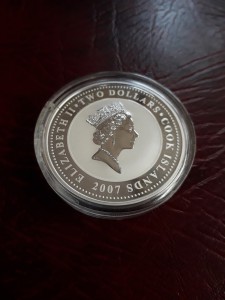 ELIZABETH II · TWO DOLLARS · COOK ISLANDS
2007